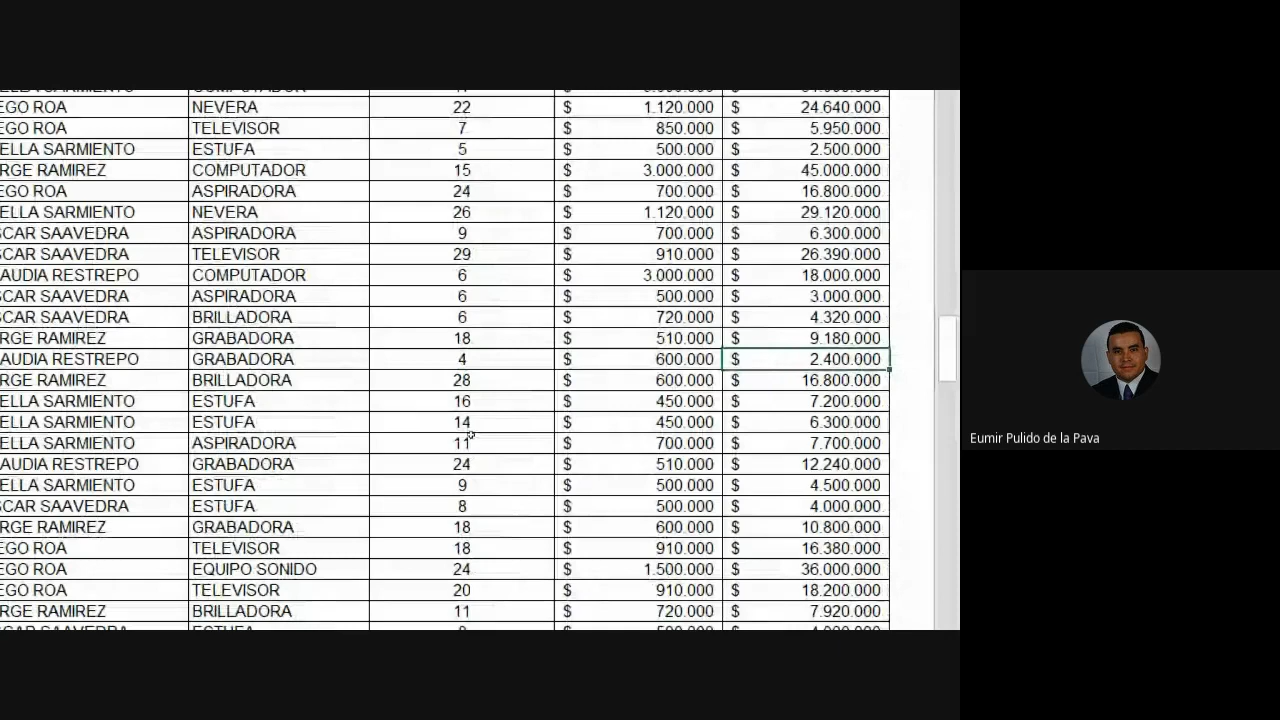 EGO ROA NEVERA 22 $ 1.120.000 $ 24.640.000
EGO ROA TELEVISOR 7 $ 850.000 $ 5.950.000
ELLA SARMIENTO ESTUFA 5 $ 500.000 $ 2.500.000
RGE RAMIREZ COMPUTADOR 15 $ 3.000.000 $ 45.000.000
EGO ROA ASPIRADORA 24 $ 700.000 $ 16.800.000
ELLA SARMIENTO NEVERA 26 $ 1.120.000 $ 29.120.000
SCAR SAAVEDRA ASPIRADORA 9 $ 700.000 $ 6.300.000
SCAR SAAVEDRA TELEVISOR 29 $ 910.000 $ 26.390.000
AUDIA RESTREPO COMPUTADOR 6 $ 3.000.000 $ 18.000.000
SCAR SAAVEDRA ASPIRADORA 6 $ 500.000 $ 3.000.000
SCAR SAAVEDRA BRILLADORA 6 $ 720.000 $ 4.320.000
RGE RAMIREZ GRABADORA 18 $ 510.000 $ 9.180.000
AUDIA RESTREPO GRABADORA 4 $ 600.000 $ 2.400.000
RGE RAMIREZ BRILLADORA 28 $ 600.000 $ 16.800.000
ELLA SARMIENTO ESTUFA 16 $ 450.000 $ 7.200.000
ELLA SARMIENTO ESTUFA 14 $ 450.000 $ 6.300.000
ELLA SARMIENTO ASPIRADORA 11 $ 700.000 $ 7.700.000
AUDIA RESTREPO GRABADORA 24 $ 510.000 $ 12.240.000
ELLA SARMIENTO ESTUFA 9 $ 500.000 $ 4.500.000
SCAR SAAVEDRA ESTUFA 8 $ 500.000 $ 4.000.000
RGE RAMIREZ GRABADORA 18 $ 600.000 $ 10.800.000
EGO ROA TELEVISOR 18 $ 910.000 $ 16.380.000
EGO ROA EQUIPO SONIDO 24 $ 1.500.000 $ 36.000.000
EGO ROA TELEVISOR 20 $ 910.000 $ 18.200.000
RGE RAMIREZ BRILLADORA 11 $ 720.000 $ 7.920.000
Eumir Pulido de la Pava